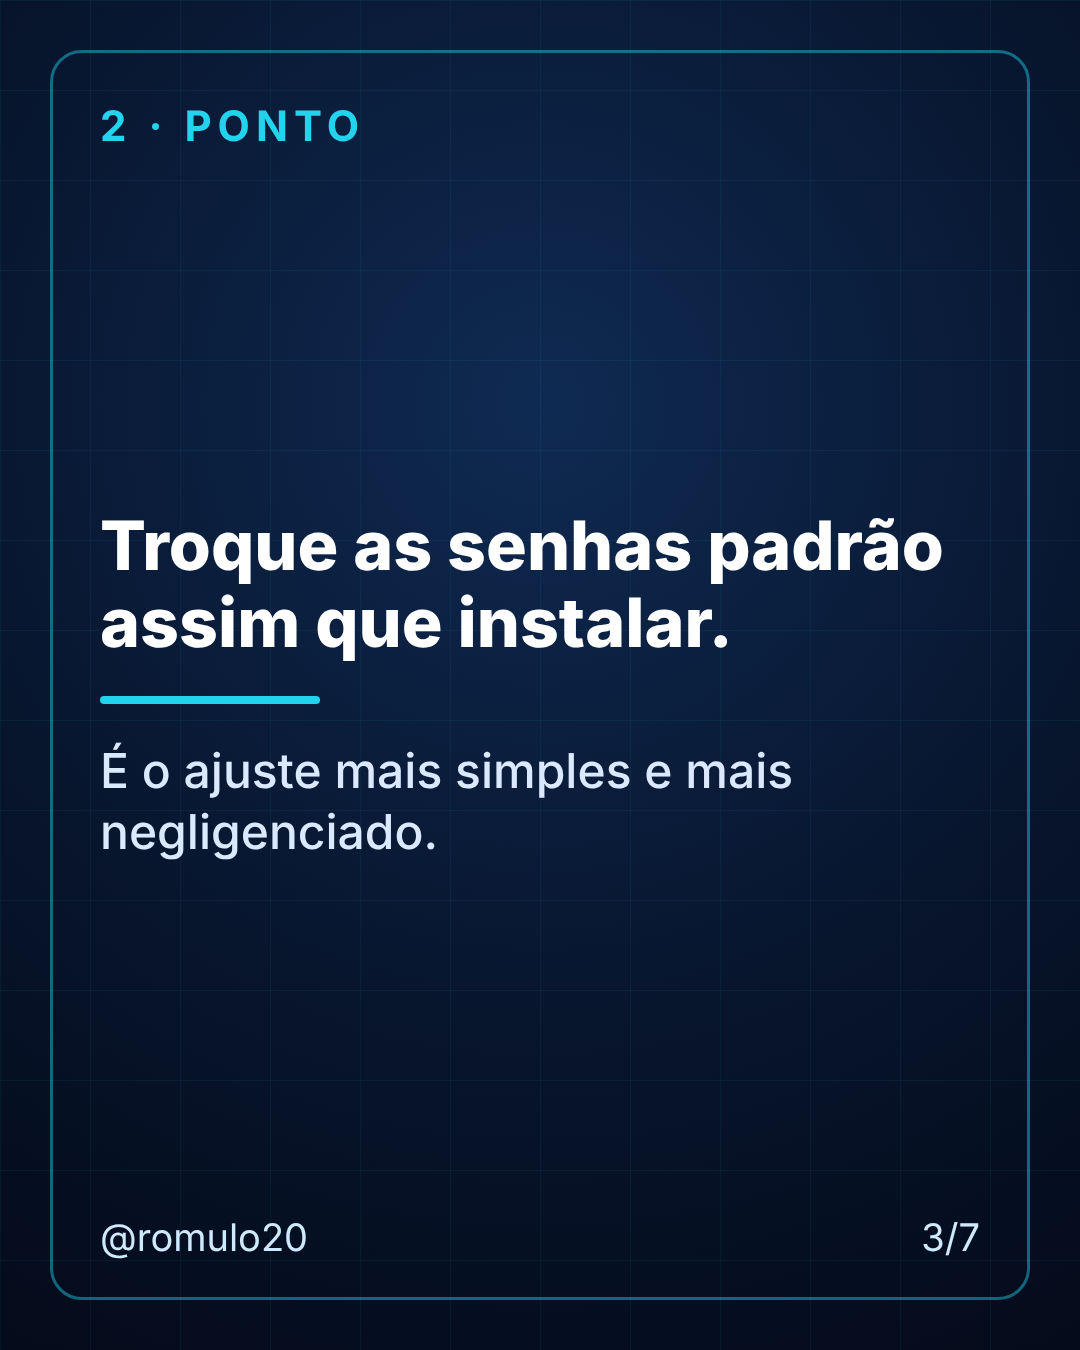 2 · PONTO
Troque as senhas padrão
assim que instalar.
É o ajuste mais simples e mais
negligenciado.
@romulo20
3/7